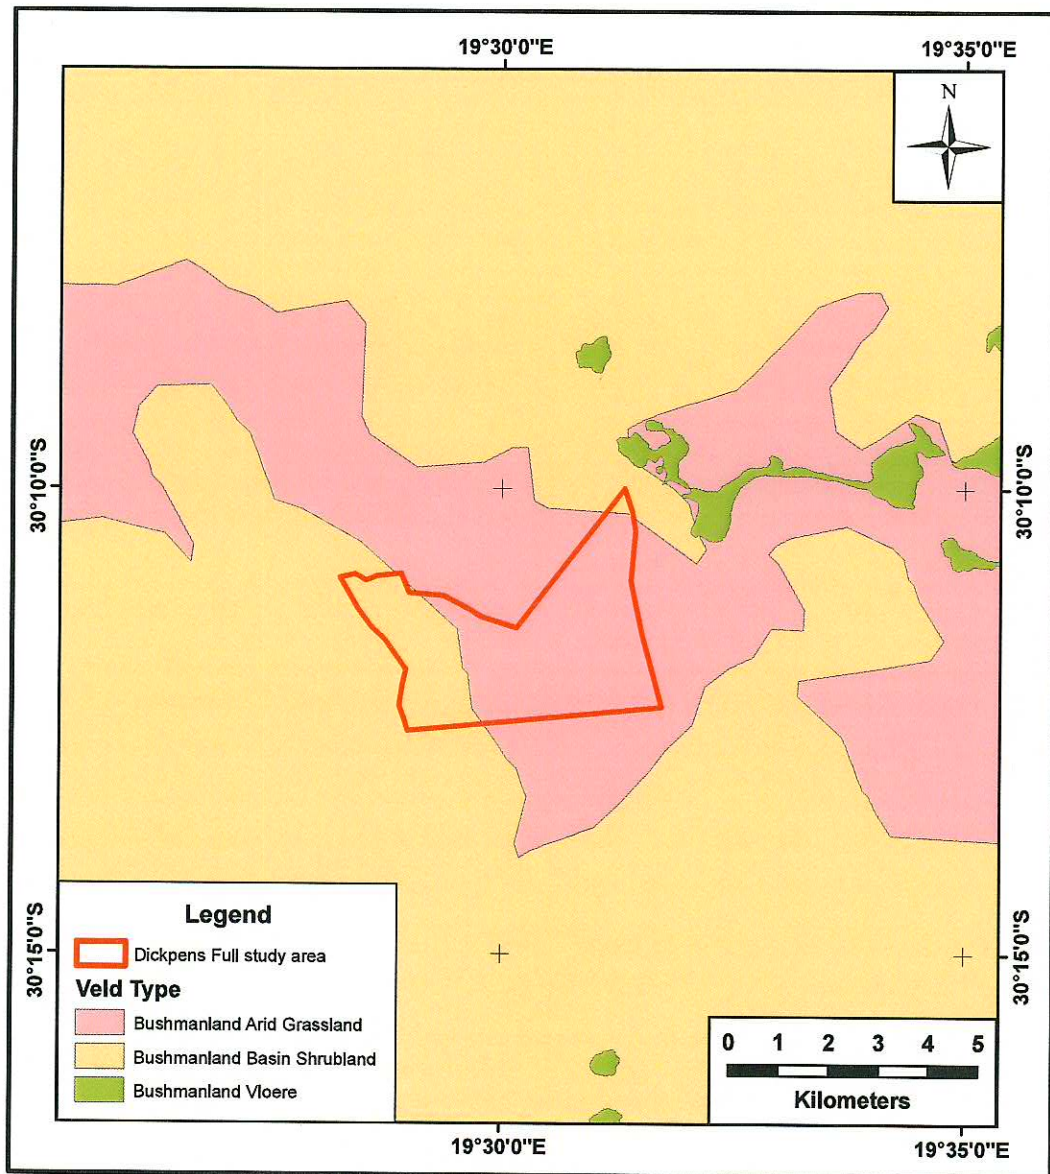 19°30'0"E
19°35'0"E
N
30°10'0"S
30°10'0"S
30°15'0"S
30°15'0"S
Legend
Dickpens Full study area
Veld Type
Bushmanland Arid Grassland
Bushmanland Basin Shrubland
Bushmanland Vloere
0 1 2 3 4 5
Kilometers
19°30'0"E
19°35'0"E